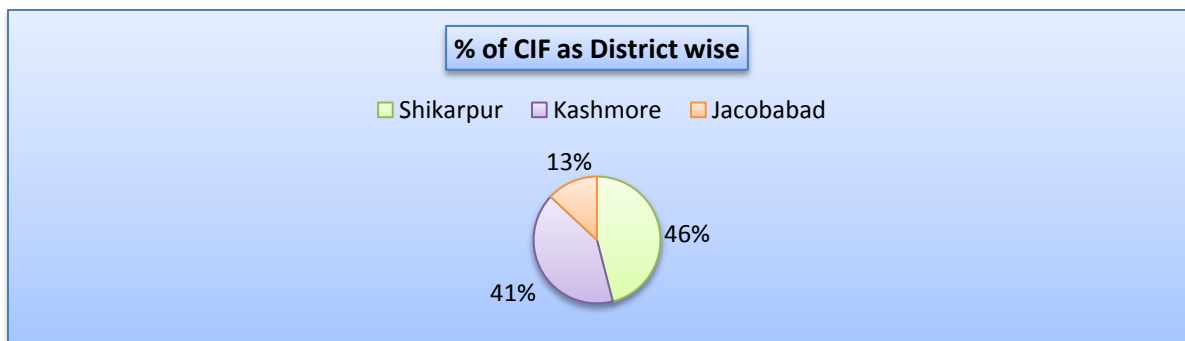 % of CIF as District wise
Shikarpur Kashmore Jacobabad
13%
46%
41%